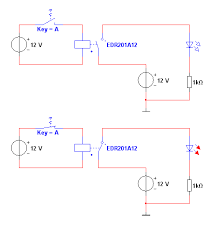 Key = A
EDR201A12
12 V
12 V
1kΩ
Key = A
EDR201A12
12 V
12 V
1kΩ